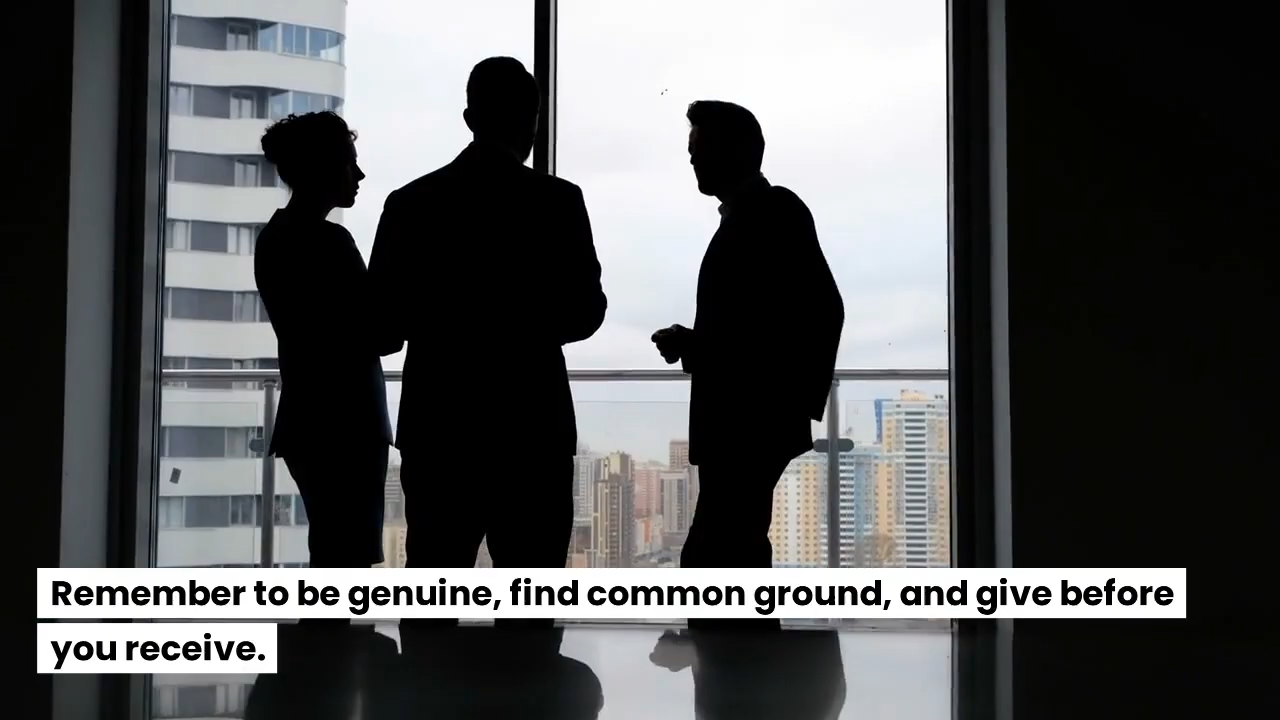 Remember to be genuine, find common ground, and give before
you receive.